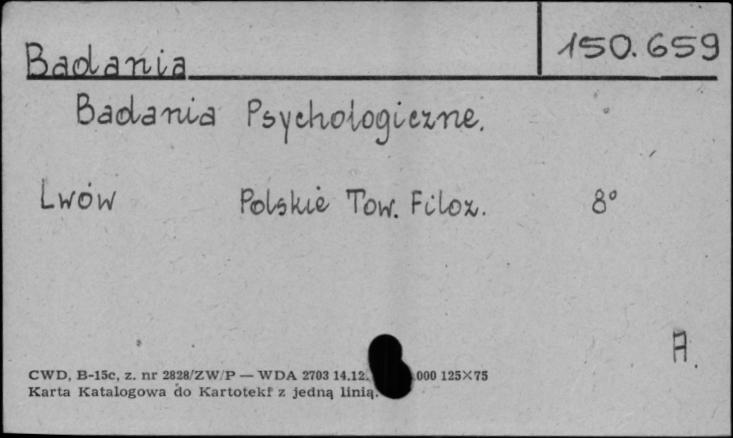 Badania 150.659
Badania Psychologiczne.
Lwów Polskie Tow. Filoz. 8°
A.
CWD, B-15c, z. nr 2828/ZW/P — WDA 2703 14.12. 000 125×75
Karta Katalogowa do Kartoteki z jedną linią.